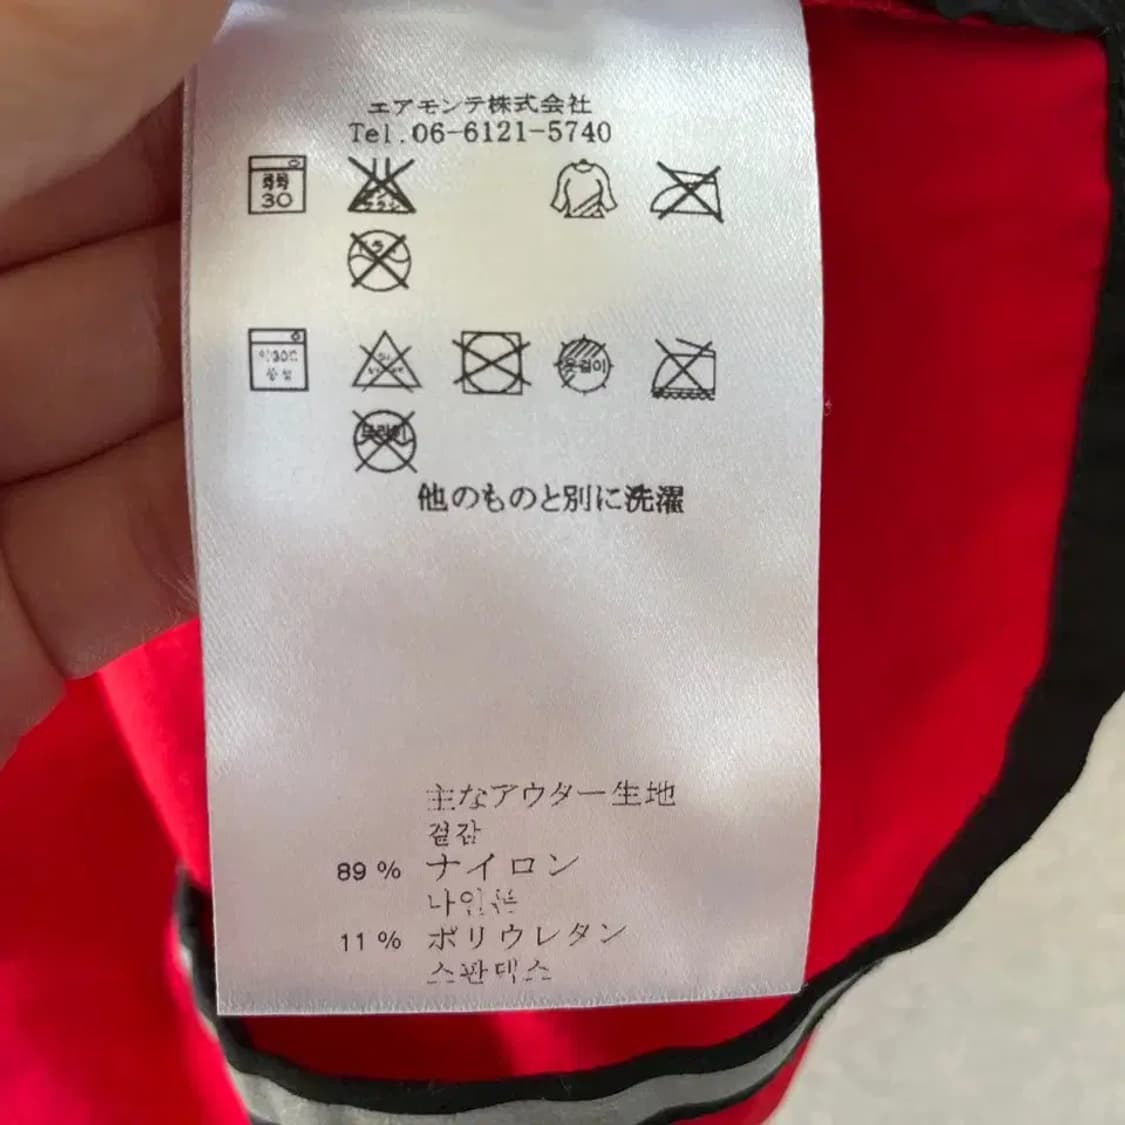 エアモンテ株式会社
Tel.06-6121-5740
弱
30
他のものと別に洗濯
主なアウター生地
겉감
89 % ナイロン
나일론
11 % ポリウレタン
스판덱스